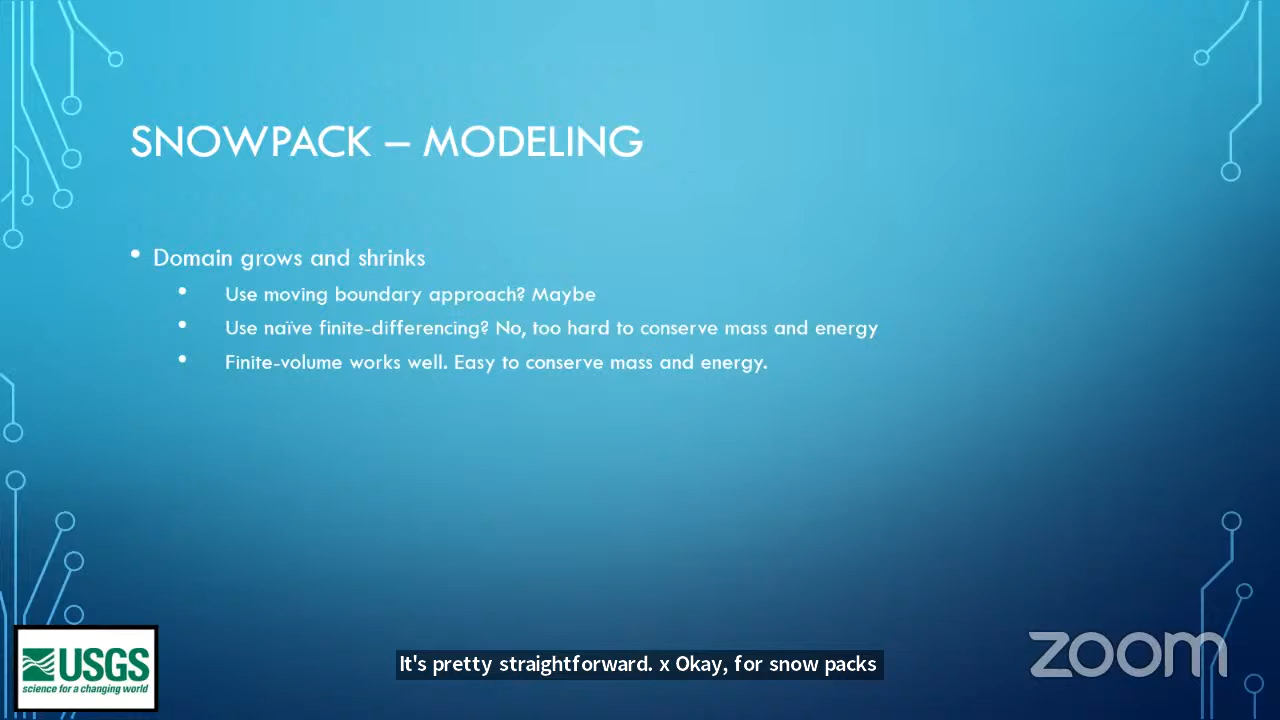 SNOWPACK – MODELING
• Domain grows and shrinks
• Use moving boundary approach? Maybe
• Use naïve finite-differencing? No, too hard to conserve mass and energy
• Finite-volume works well. Easy to conserve mass and energy.
USGS
science for a changing world
It's pretty straightforward. x Okay, for snow packs
zoom